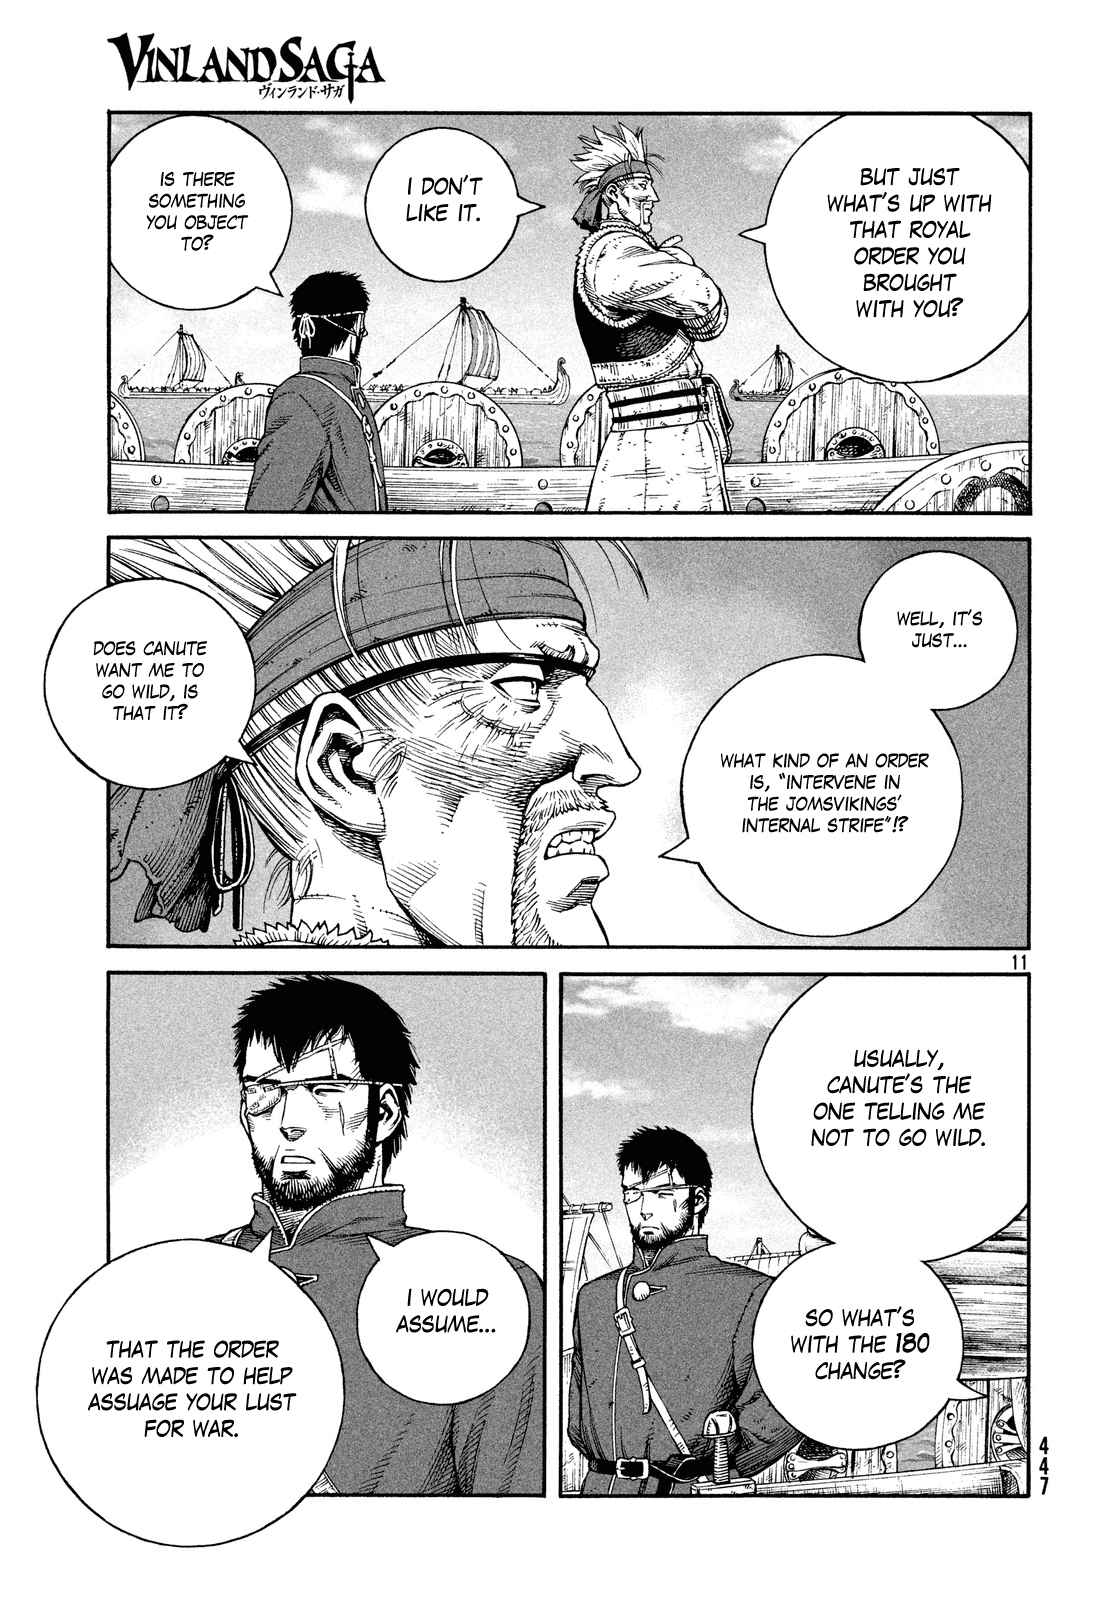 VINLAND SAGA
ヴィンランド・サガ
BUT JUST
WHAT'S UP WITH
THAT ROYAL
ORDER YOU
BROUGHT
WITH YOU?
I DON'T
LIKE IT.
IS THERE
SOMETHING
YOU OBJECT
TO?
WELL, IT'S
JUST...
WHAT KIND OF AN ORDER
IS, "INTERVENE IN
THE JOMSVIKINGS'
INTERNAL STRIFE"!?
DOES CANUTE
WANT ME TO
GO WILD, IS
THAT IT?
11
USUALLY,
CANUTE'S THE
ONE TELLING ME
NOT TO GO WILD.
SO WHAT'S
WITH THE 180
CHANGE?
I WOULD
ASSUME...
THAT THE ORDER
WAS MADE TO HELP
ASSUAGE YOUR LUST
FOR WAR.
447